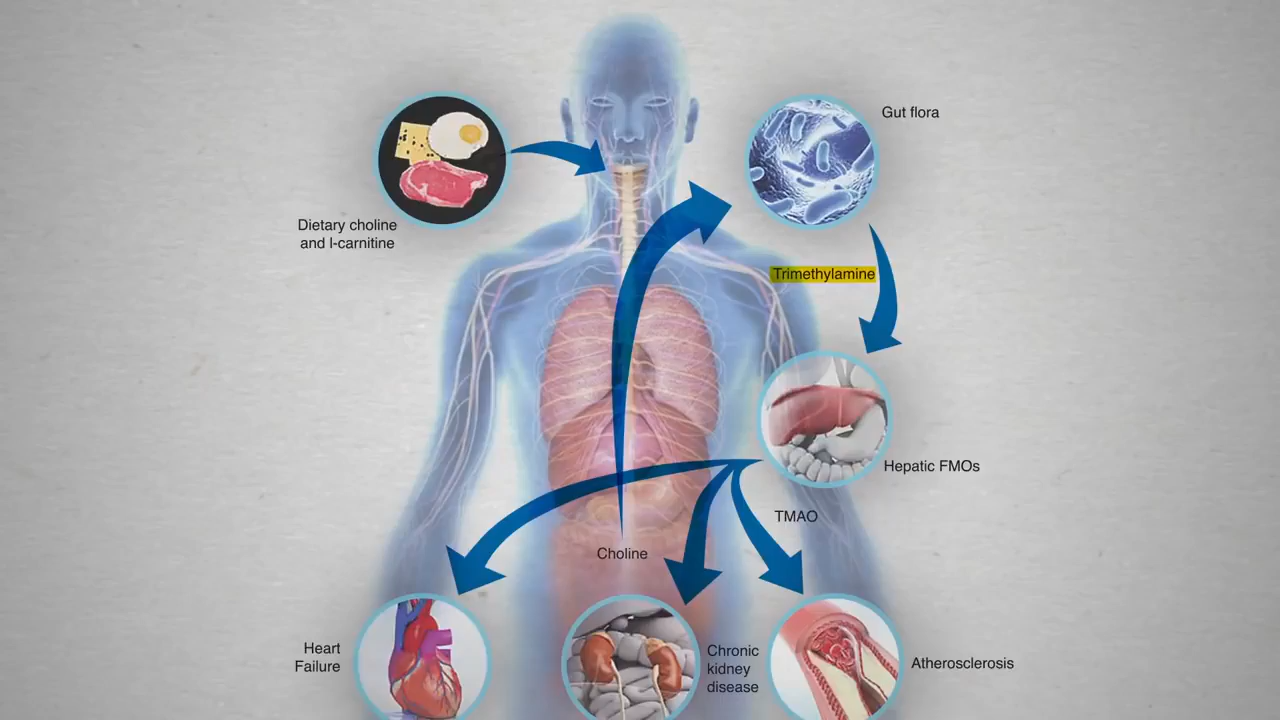 Gut flora
Dietary choline
and l-carnitine
Trimethylamine
Hepatic FMOs
TMAO
Choline
Heart
Failure
Chronic
kidney
disease
Atherosclerosis